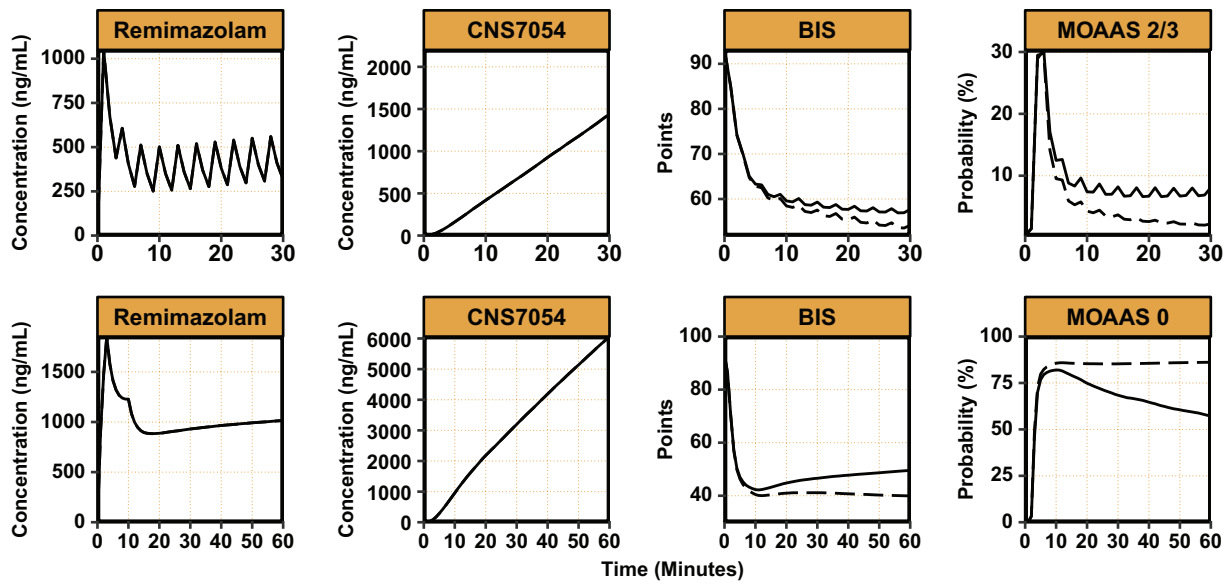 Remimazolam CNS7054 BIS MOAAS 2/3
Concentration (ng/mL)
1000
750
500
250
0
0 10 20 30
Concentration (ng/mL)
2000
1500
1000
500
0
0 10 20 30
Points
90
80
70
60
0 10 20 30
Probability (%)
30
20
10
0 10 20 30
Remimazolam CNS7054 BIS MOAAS 0
Concentration (ng/mL)
1500
1000
500
0
0 10 20 30 40 50 60
Concentration (ng/mL)
6000
5000
4000
3000
2000
1000
0
0 10 20 30 40 50 60
Points
100
80
60
40
0 10 20 30 40 50 60
Probability (%)
100
75
50
25
0
0 10 20 30 40 50 60
Time (Minutes)